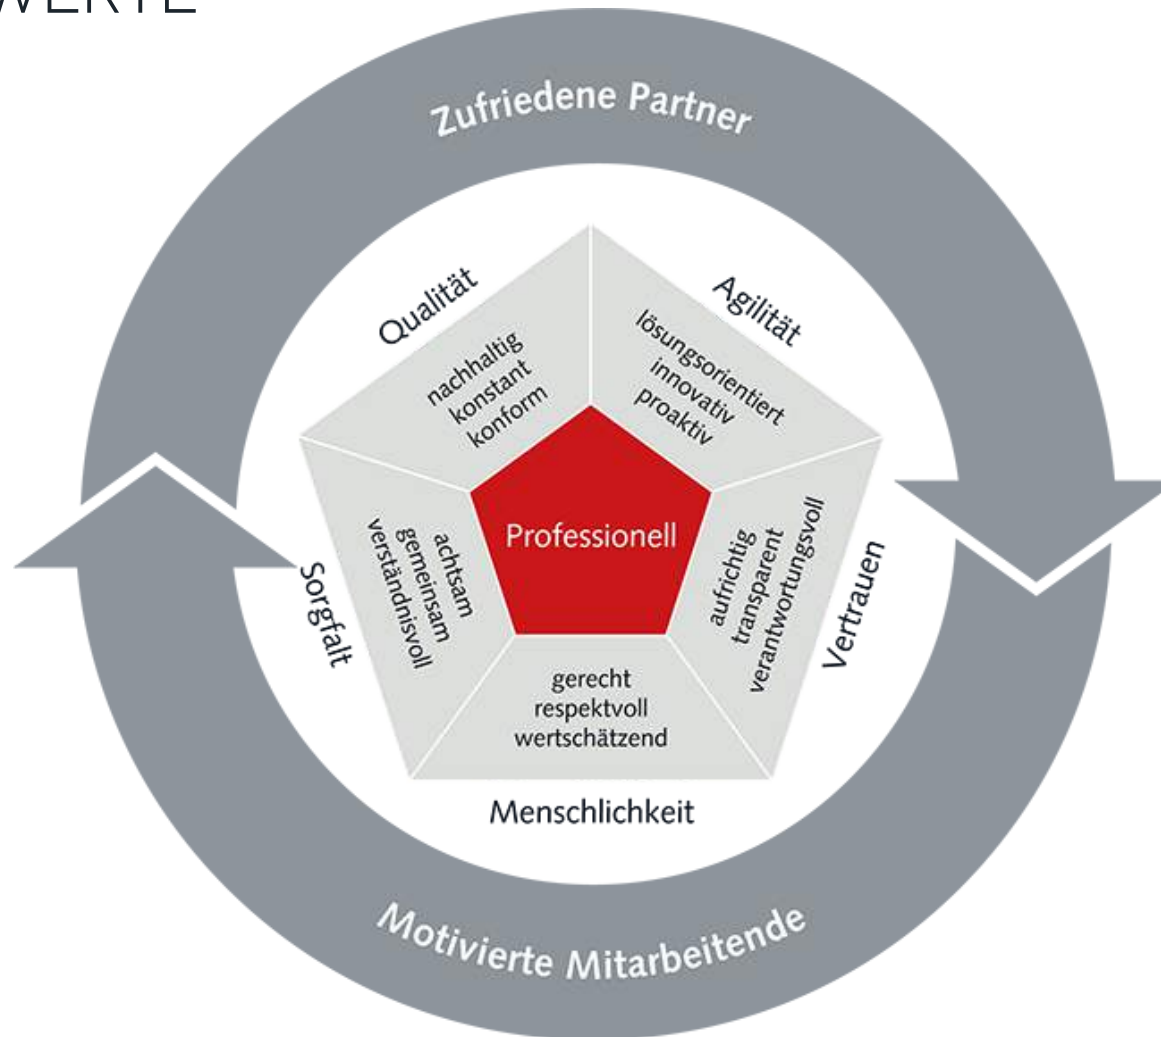 WERTE
Zufriedene Partner
Qualität
nachhaltig
konstant
konform
Agilität
lösungsorientiert
innovativ
proaktiv
Professionell
Sorgfalt
achtsam
gemeinsam
verständnisvoll
aufrichtig
transparent
verantwortungsvoll
Vertrauen
gerecht
respektvoll
wertschätzend
Menschlichkeit
Motivierte Mitarbeitende